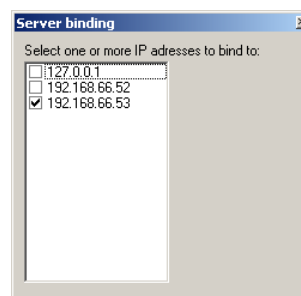 Server binding
Select one or more IP adresses to bind to:
127.0.0.1
192.168.66.52
192.168.66.53